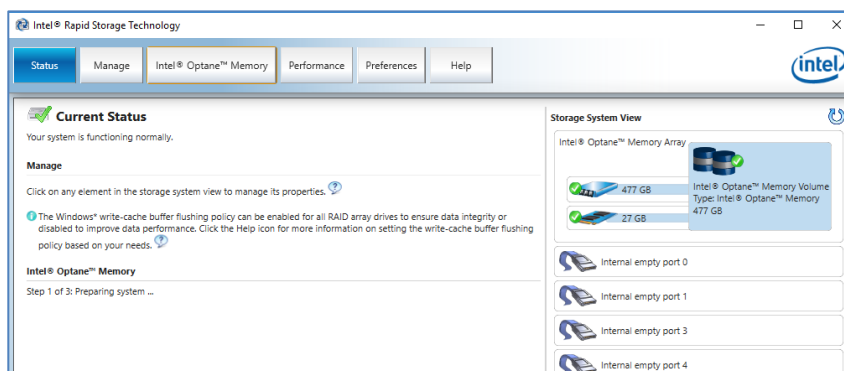 Intel® Rapid Storage Technology
Status
Manage
Intel® Optane™ Memory
Performance
Preferences
Help
intel
Current Status
Your system is functioning normally.
Manage
Click on any element in the storage system view to manage its properties.
The Windows* write-cache buffer flushing policy can be enabled for all RAID array drives to ensure data integrity or
disabled to improve data performance. Click the Help icon for more information on setting the write-cache buffer flushing
policy based on your needs.
Intel® Optane™ Memory
Step 1 of 3: Preparing system ...
Storage System View
Intel® Optane™ Memory Array
477 GB
27 GB
Intel® Optane™ Memory Volume
Type: Intel® Optane™ Memory
477 GB
Internal empty port 0
Internal empty port 1
Internal empty port 3
Internal empty port 4